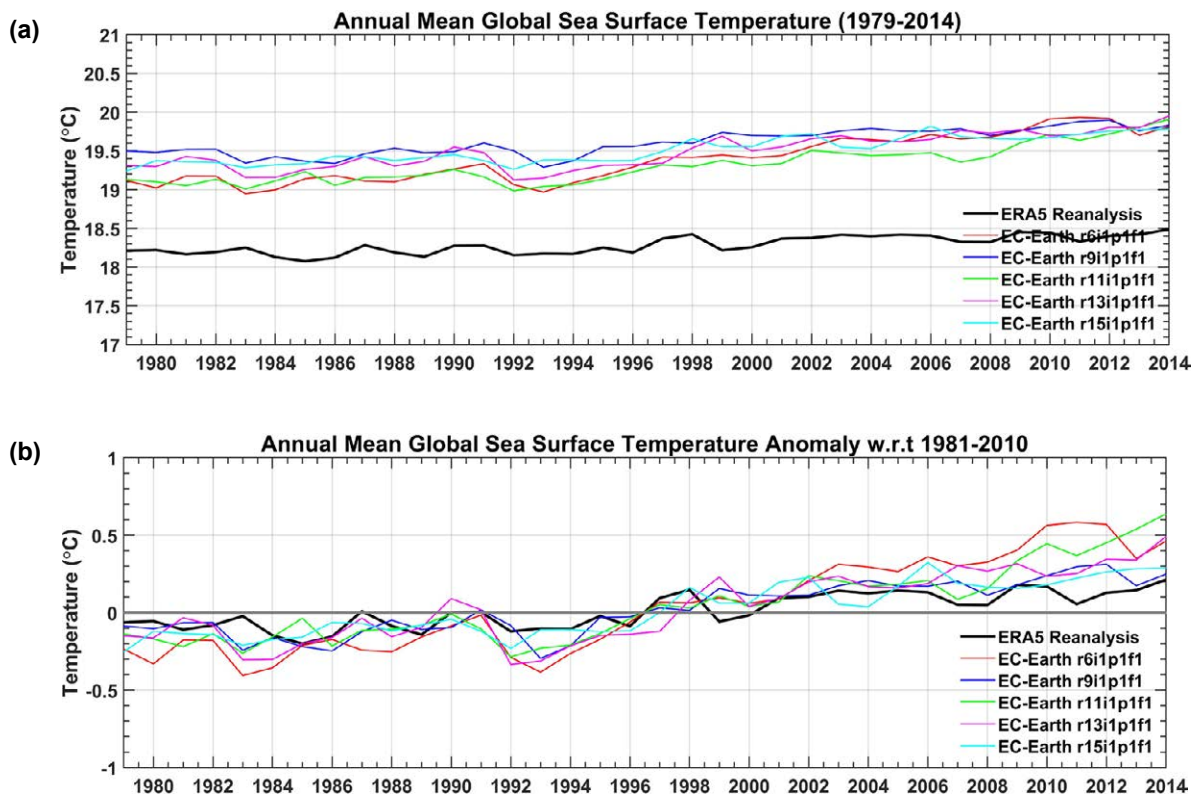 (a)
Annual Mean Global Sea Surface Temperature (1979-2014)
Temperature (°C)
21
20.5
20
19.5
19
18.5
18
17.5
17
ERA5 Reanalysis
EC-Earth r6i1p1f1
EC-Earth r9i1p1f1
EC-Earth r11i1p1f1
EC-Earth r13i1p1f1
EC-Earth r15i1p1f1
1980 1982 1984 1986 1988 1990 1992 1994 1996 1998 2000 2002 2004 2006 2008 2010 2012 2014
(b)
Annual Mean Global Sea Surface Temperature Anomaly w.r.t 1981-2010
Temperature (°C)
1
0.5
0
-0.5
-1
ERA5 Reanalysis
EC-Earth r6i1p1f1
EC-Earth r9i1p1f1
EC-Earth r11i1p1f1
EC-Earth r13i1p1f1
EC-Earth r15i1p1f1
1980 1982 1984 1986 1988 1990 1992 1994 1996 1998 2000 2002 2004 2006 2008 2010 2012 2014